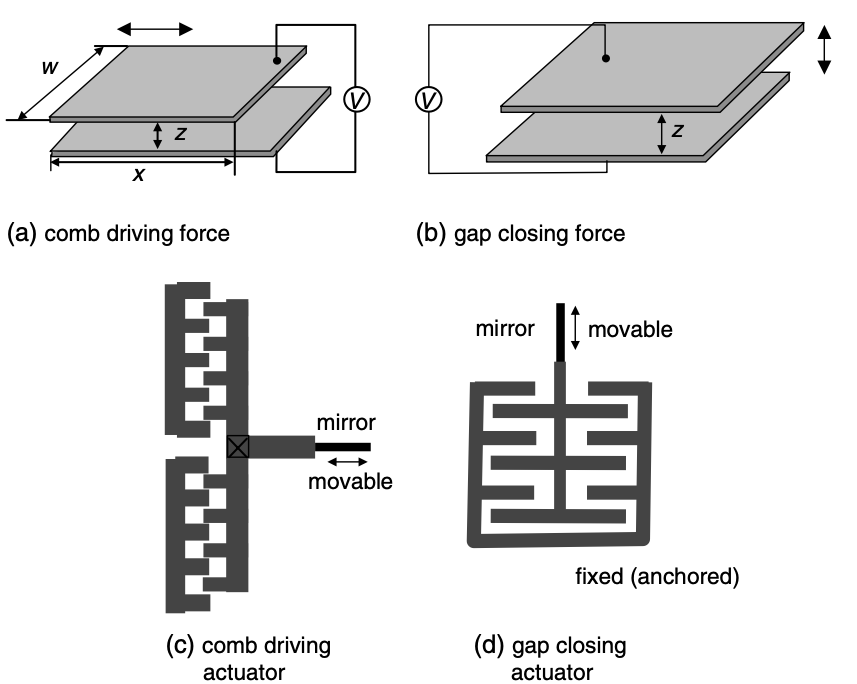 w
z
x
V
(a) comb driving force
V
z
(b) gap closing force
mirror
movable
(c) comb driving
actuator
mirror
movable
fixed (anchored)
(d) gap closing
actuator